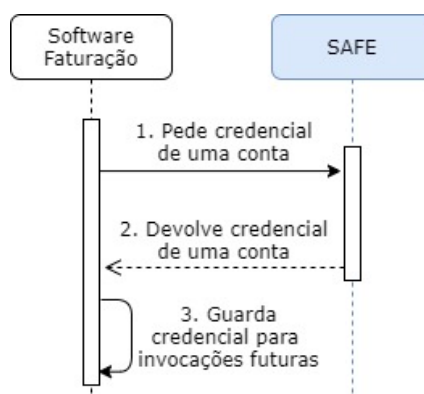 Software
Faturação
SAFE
1. Pede credencial
de uma conta
2. Devolve credencial
de uma conta
3. Guarda
credencial para
invocações futuras